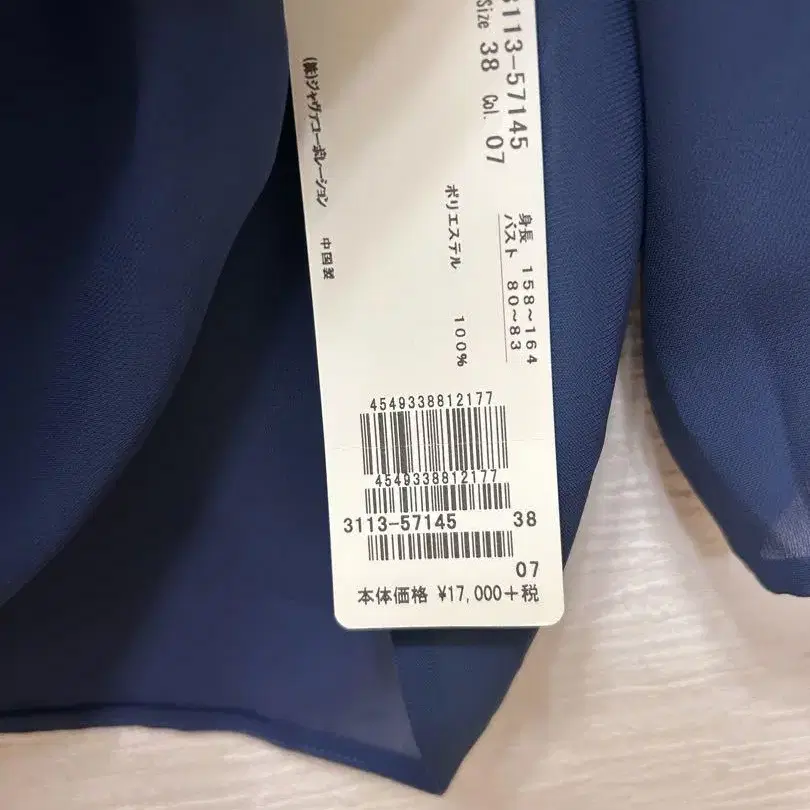 3113-57145
Size 38 Col. 07
身長 158~164
バスト 80~83
ポリエステル 100%
(株)ジャヴァコーポレーション 中国製
4549338812177
4549338812177
3113-57145 38
07
本体価格 ¥17,000+税